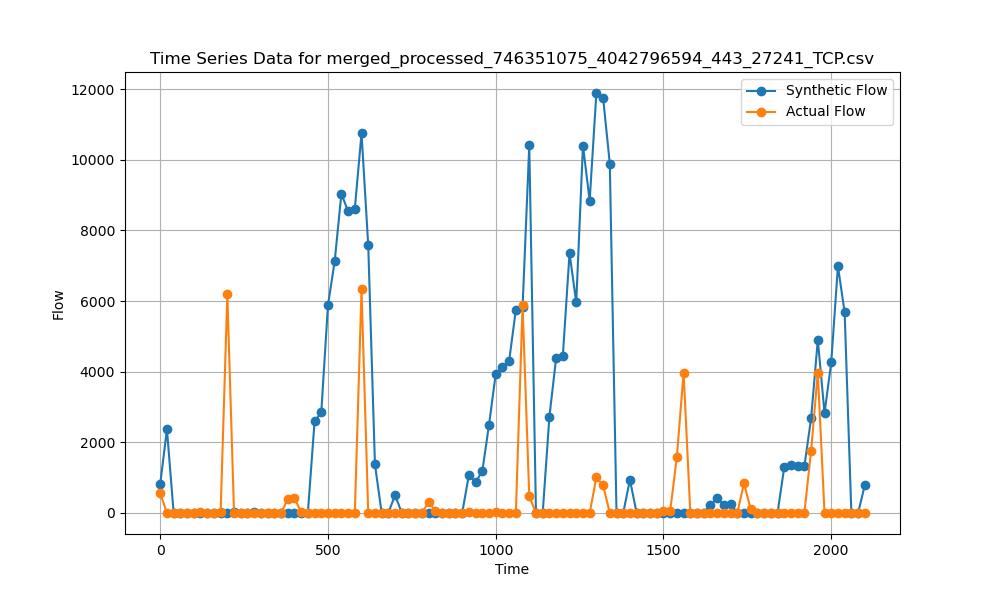 Time Series Data for merged_processed_746351075_4042796594_443_27241_TCP.csv
Synthetic Flow
Actual Flow
12000
10000
8000
6000
4000
2000
0
Flow
0 500 1000 1500 2000
Time